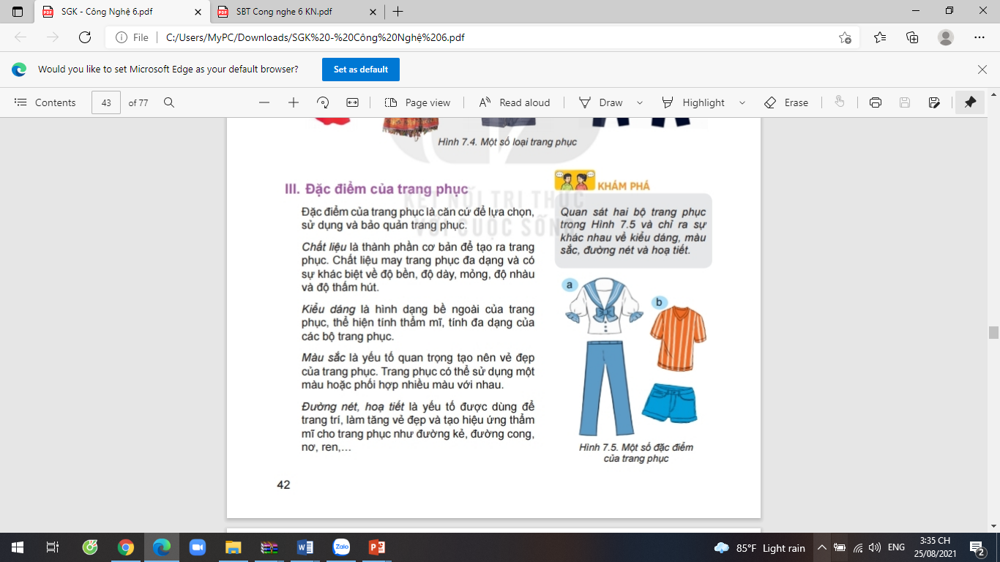 SGK - Công Nghệ 6.pdf
SBT Cong nghe 6 KN.pdf
File
C:/Users/MyPC/Downloads/SGK%20-%20Công%20Nghệ%206.pdf
Would you like to set Microsoft Edge as your default browser?
Set as default
Contents
43 of 77
Page view
Read aloud
Draw
Highlight
Erase
Hình 7.4. Một số loại trang phục
III. Đặc điểm của trang phục
Đặc điểm của trang phục là căn cứ để lựa chọn,
sử dụng và bảo quản trang phục.
Chất liệu là thành phần cơ bản để tạo ra trang
phục. Chất liệu may trang phục đa dạng và có
sự khác biệt về độ bền, độ dày, mỏng, độ nhàu
và độ thấm hút.
Kiểu dáng là hình dạng bề ngoài của trang
phục, thể hiện tính thẩm mĩ, tính đa dạng của
các bộ trang phục.
Màu sắc là yếu tố quan trọng tạo nên vẻ đẹp
của trang phục. Trang phục có thể sử dụng một
màu hoặc phối hợp nhiều màu với nhau.
Đường nét, hoạ tiết là yếu tố được dùng để
trang trí, làm tăng vẻ đẹp và tạo hiệu ứng thẩm
mĩ cho trang phục như đường kẻ, đường cong,
nơ, ren,...
KẾT NỐI TRI THỨC
VỚI CUỘC SỐNG
KHÁM PHÁ
Quan sát hai bộ trang phục
trong Hình 7.5 và chỉ ra sự
khác nhau về kiểu dáng, màu
sắc, đường nét và hoạ tiết.
a
b
Hình 7.5. Một số đặc điểm
của trang phục
42
Zalo
85°F Light rain
ENG
3:35 CH
25/08/2021
2